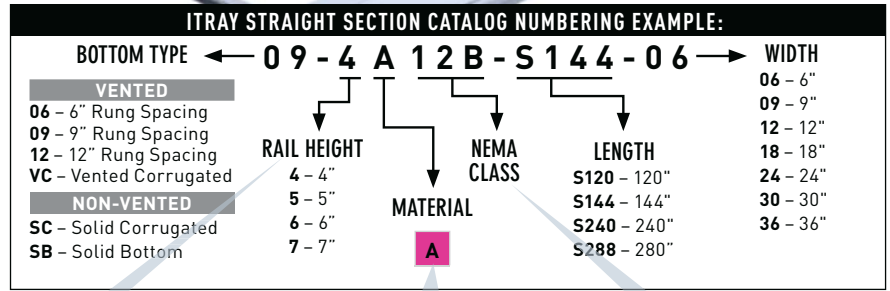 ITRAY STRAIGHT SECTION CATALOG NUMBERING EXAMPLE:
BOTTOM TYPE 09-4A12B-S144-06 WIDTH
VENTED
06 – 6” Rung Spacing
09 – 9” Rung Spacing
12 – 12” Rung Spacing
VC – Vented Corrugated
NON-VENTED
SC – Solid Corrugated
SB – Solid Bottom
RAIL HEIGHT
4 – 4”
5 – 5”
6 – 6”
7 – 7”
MATERIAL
A
NEMA
CLASS
LENGTH
S120 – 120"
S144 – 144"
S240 – 240"
S288 – 280”
06 – 6"
09 – 9"
12 – 12"
18 – 18"
24 – 24"
30 – 30"
36 – 36"